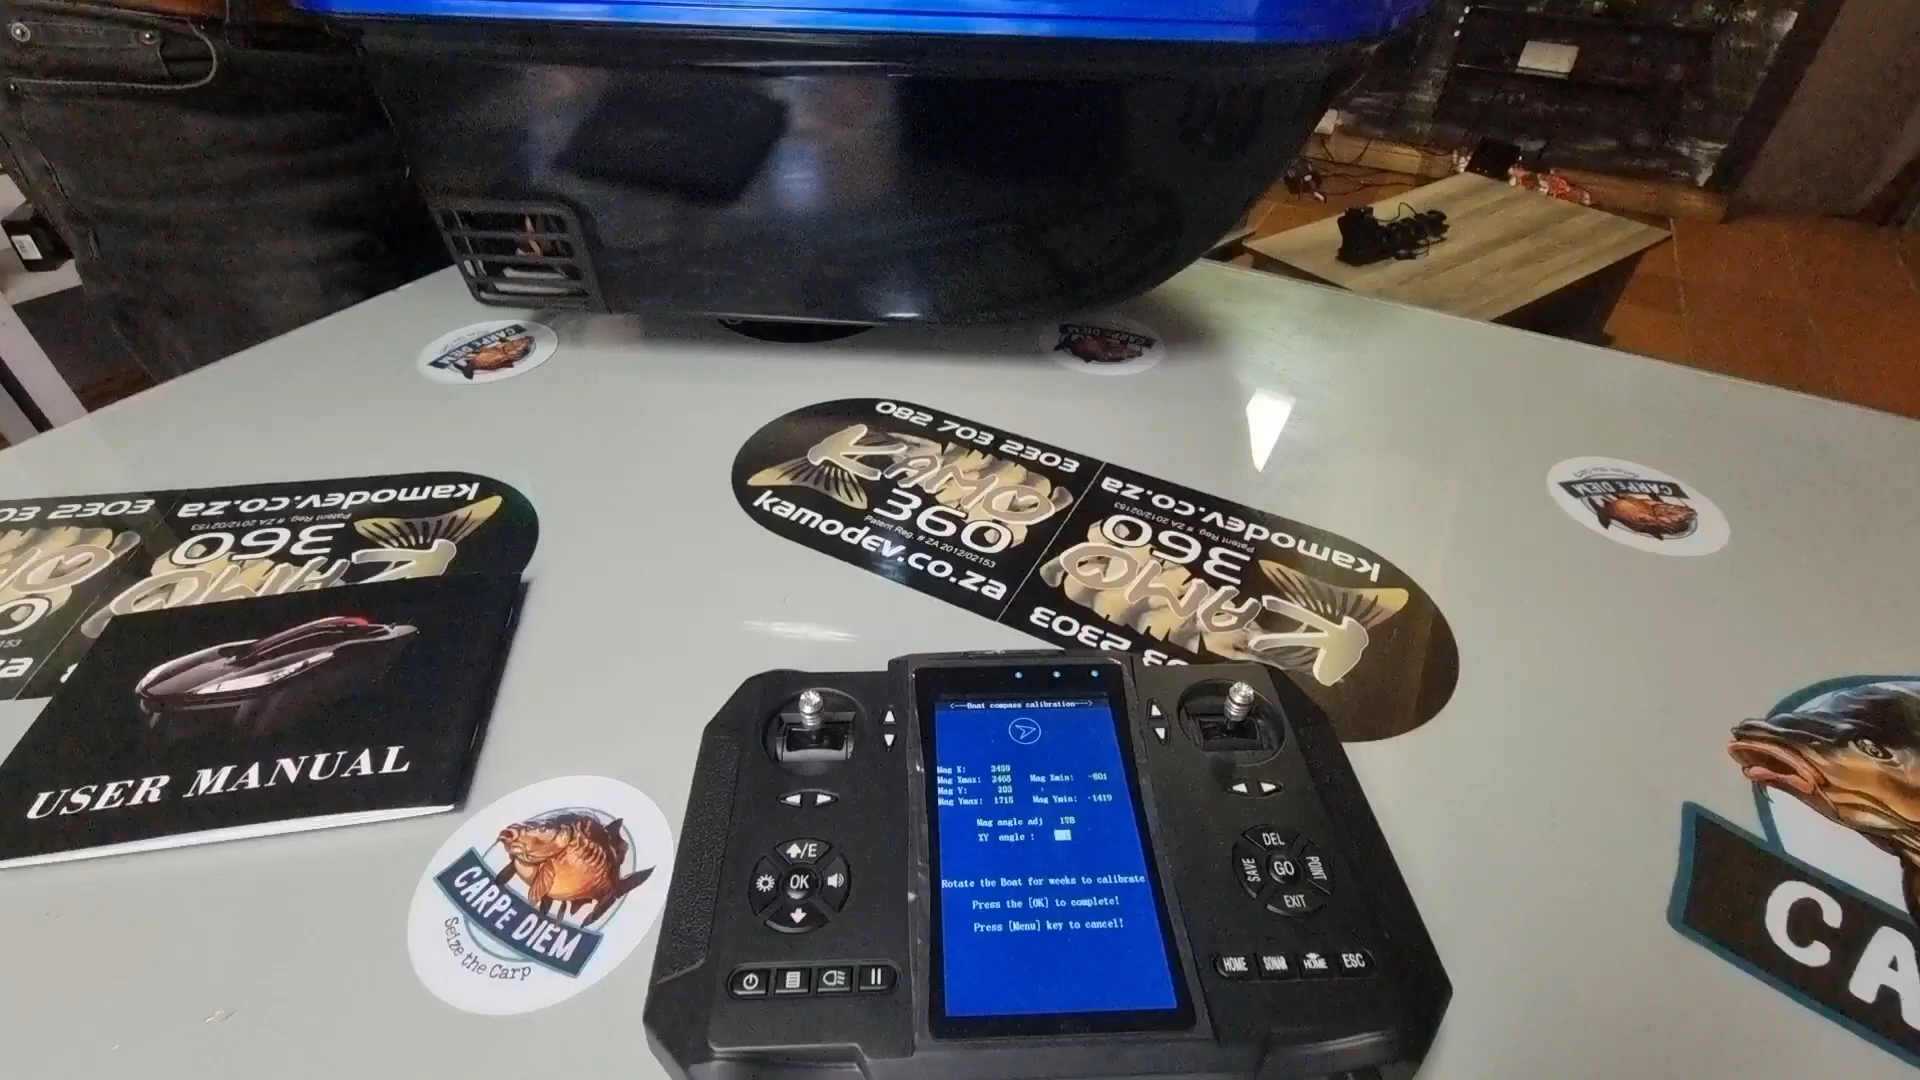 CARPE DIEM
CARPE DIEM
082 703 2303
KAMO
360
Patent Reg. # ZA 2012/02153
kamodev.co.za
kamodev.co.za
Patent Reg. # ZA 2012/02153
360
KAMO
2303
CARPE DIEM
2303
kamodev.co.za
Patent Reg. # ZA 2012/02153
360
KAMO
USER MANUAL
CARPE DIEM
Seize the Carp
<——Boat compass calibration——>
Mag X:
Mag Xmax: 2465 Mag Xmin: -801
Mag Y: 203
Mag Ymax: 1715 Mag Ymin: -1419
Mag angle adj 178
XY angle :
Rotate the Boat for weeks to calibrate
Press the [OK] to complete!
Press [Menu] key to cancel!
/E
OK
DEL
SAVE
GO
POINT
EXIT
HOME
SONAR
HOME
ESC
CA